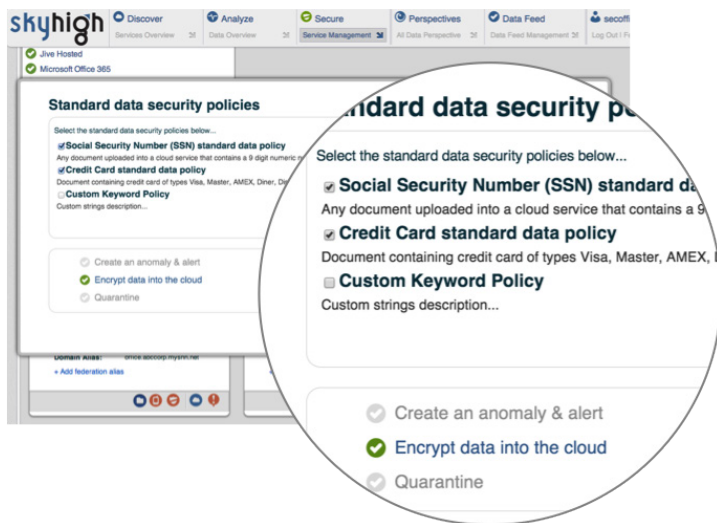 skyhigh
Discover
Analyze
Secure
Perspectives
Data Feed
secoffi
Services Overview
Data Overview
Service Management
All Data Perspective
Data Feed Management
Log Out | F
Jive Hosted
Microsoft Office 365
Standard data security policies
Select the standard data security policies below...
Social Security Number (SSN) standard data policy
Any document uploaded into a cloud service that contains a 9 digit numeric n
Credit Card standard data policy
Document containing credit card of types Visa, Master, AMEX, Diner, Di
Custom Keyword Policy
Custom strings description...
Create an anomaly & alert
Encrypt data into the cloud
Quarantine
Domain Alias: office.abccorp.myshn.net
+ Add federation alias
ndard data security po
Select the standard data security policies below...
Social Security Number (SSN) standard da
Any document uploaded into a cloud service that contains a 9
Credit Card standard data policy
Document containing credit card of types Visa, Master, AMEX, D
Custom Keyword Policy
Custom strings description...
Create an anomaly & alert
Encrypt data into the cloud
Quarantine